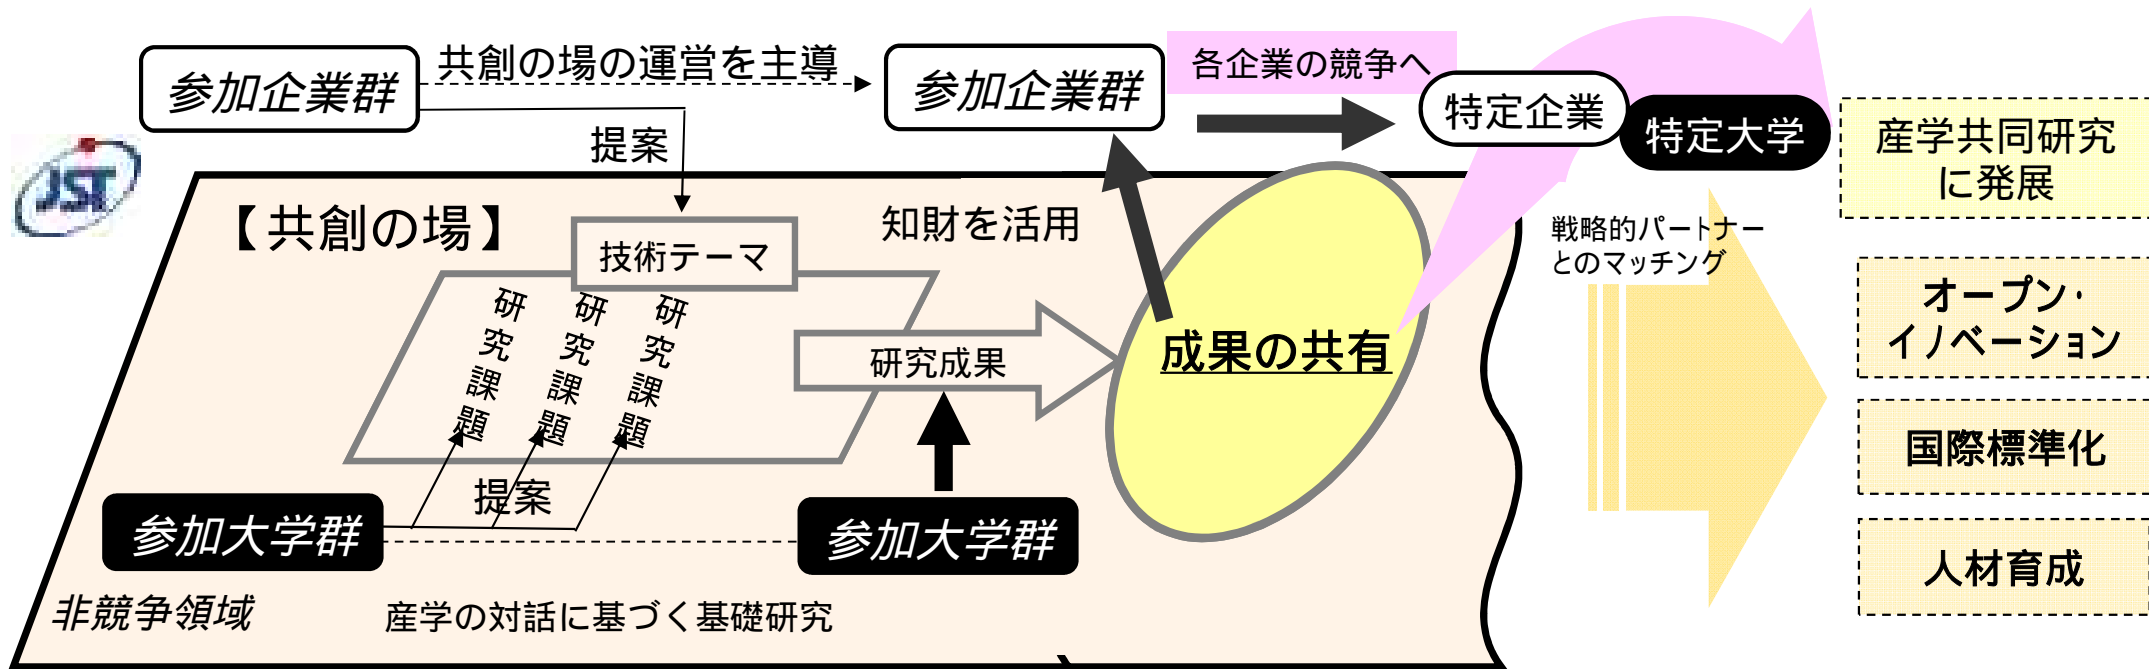 参加企業群
共創の場の運営を主導
参加企業群
各企業の競争へ
特定企業
特定大学
産学共同研究
に発展
提案
JST
【共創の場】
技術テーマ
知財を活用
戦略的パートナー
とのマッチング
研究課題
研究課題
研究課題
研究成果
成果の共有
オープン・
イノベーション
国際標準化
提案
参加大学群
参加大学群
人材育成
非競争領域
産学の対話に基づく基礎研究